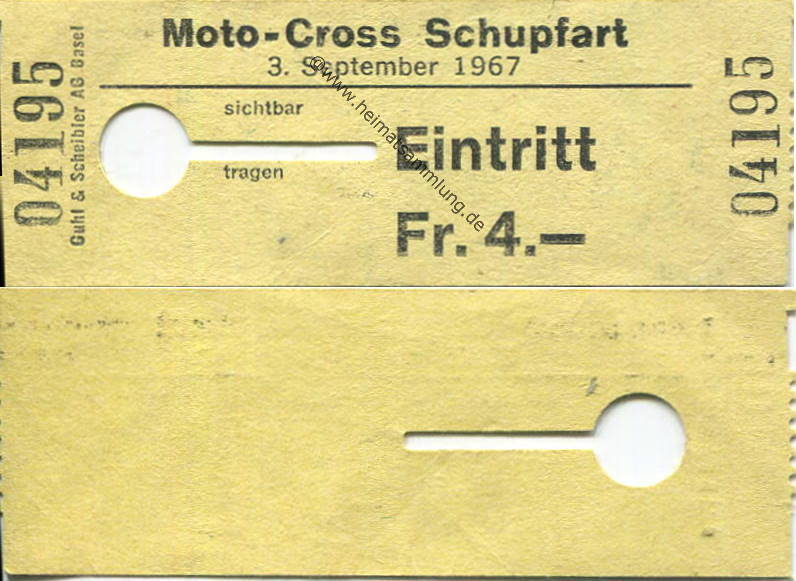 Moto-Cross Schupfart
3. September 1967
04195
Guhl & Scheibler AG Basel
sichtbar
tragen
Eintritt
Fr. 4.—
04195
©www.heimatsammlung.de